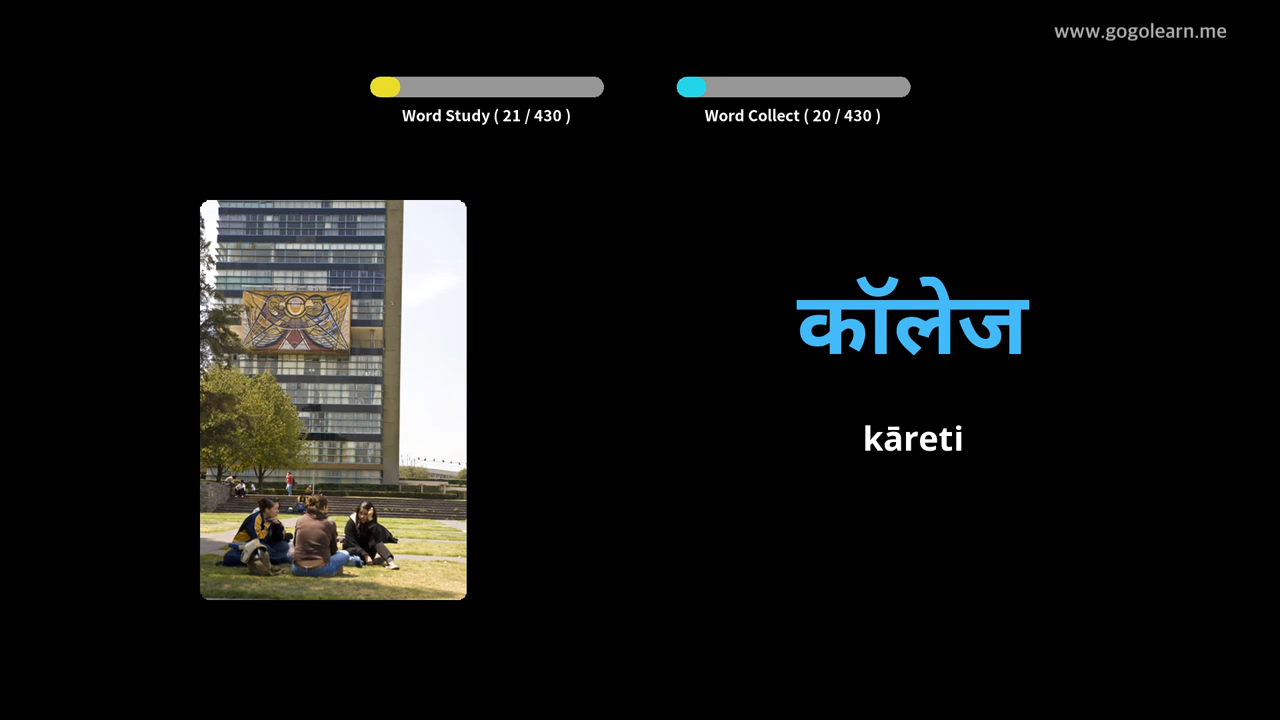 www.gogolearn.me
Word Study ( 21 / 430 )
Word Collect ( 20 / 430 )
कॉलेज
kāreti